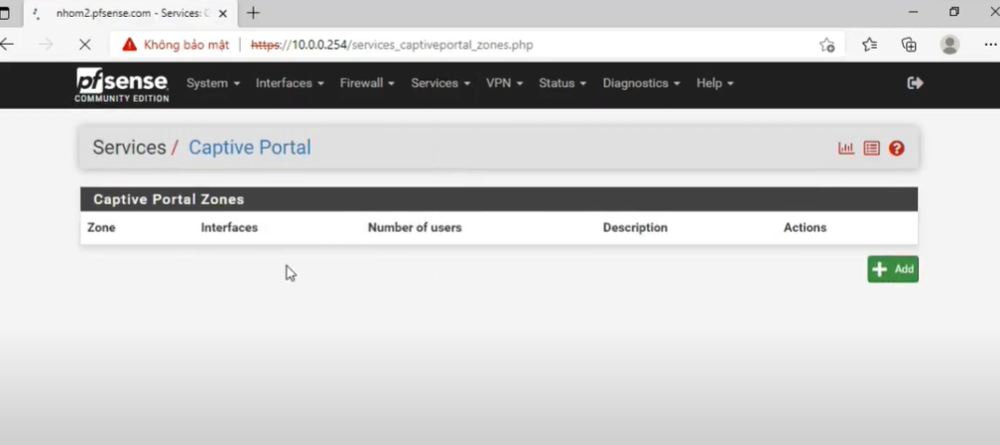 nhom2.pfsense.com - Services: C
Không bảo mật | https://10.0.0.254/services_captiveportal_zones.php
pfsense COMMUNITY EDITION
System Interfaces Firewall Services VPN Status Diagnostics Help
Services / Captive Portal
Captive Portal Zones
Zone Interfaces Number of users Description Actions
Add